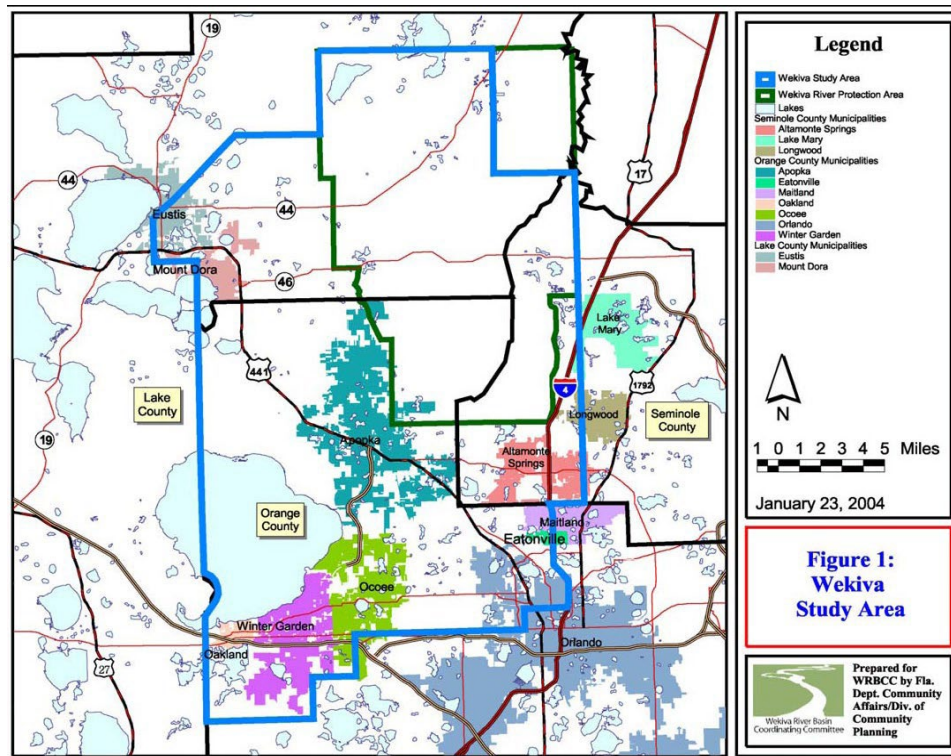 19
44
17
44
Eustis
Mount Dora
46
Lake
Mary
441
1792
Lake
County
4
Longwood
Seminole
County
19
Apopka
Altamonte
Springs
Orange
County
Maitland
Eatonville
Ocoee
Winter Garden
Orlando
Oakland
27
Legend
Wekiva Study Area
Wekiva River Protection Area
Lakes
Seminole County Municipalities
Altamonte Springs
Lake Mary
Longwood
Orange County Municipalities
Apopka
Eatonville
Maitland
Oakland
Ocoee
Orlando
Winter Garden
Lake County Municipalities
Eustis
Mount Dora
N
1 0 1 2 3 4 5 Miles
January 23, 2004
Figure 1:
Wekiva
Study Area
Wekiva River Basin
Coordinating Committee
Prepared for
WRBCC by Fla.
Dept. Community
Affairs/Div. of
Community
Planning